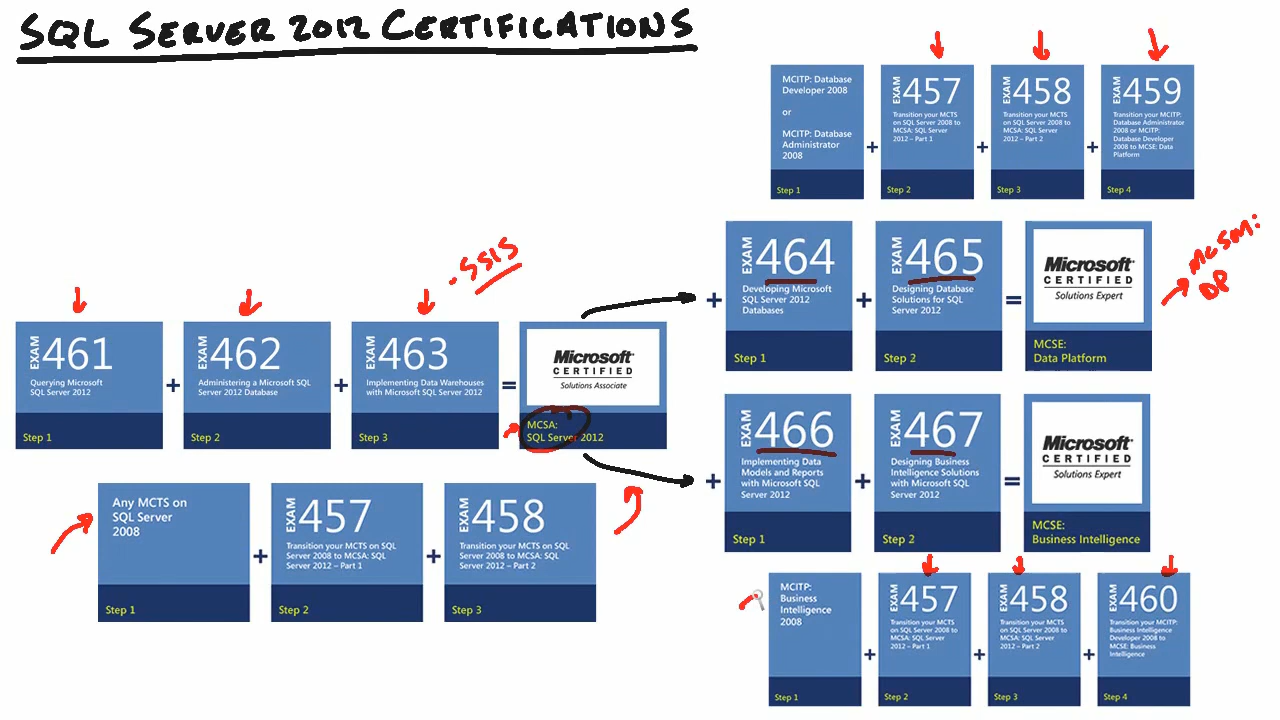 SQL SERVER 2012 CERTIFICATIONS
MCITP: Database
Developer 2008
or
MCITP: Database
Administrator
2008
Step 1
+
EXAM 457
Transition your MCTS
on SQL Server 2008 to
MCSA: SQL Server
2012 – Part 1
Step 2
+
EXAM 458
Transition your MCTS
on SQL Server 2008 to
MCSA: SQL Server
2012 – Part 2
Step 3
+
EXAM 459
Transition your MCITP:
Database Administrator
2008 or MCITP:
Database Developer
2008 to MCSE: Data
Platform
Step 4
.SSIS
EXAM 461
Querying Microsoft
SQL Server 2012
Step 1
+
EXAM 462
Administering a Microsoft SQL
Server 2012 Database
Step 2
+
EXAM 463
Implementing Data Warehouses
with Microsoft SQL Server 2012
Step 3
=
Microsoft
CERTIFIED
Solutions Associate
MCSA:
SQL Server 2012
+
EXAM 464
Developing Microsoft
SQL Server 2012
Databases
Step 1
+
EXAM 465
Designing Database
Solutions for SQL
Server 2012
Step 2
=
Microsoft
CERTIFIED
Solutions Expert
MCSE:
Data Platform
MCSM:
DP
+
EXAM 466
Implementing Data
Models and Reports
with Microsoft SQL
Server 2012
Step 1
+
EXAM 467
Designing Business
Intelligence Solutions
with Microsoft SQL
Server 2012
Step 2
=
Microsoft
CERTIFIED
Solutions Expert
MCSE:
Business Intelligence
Any MCTS on
SQL Server
2008
Step 1
+
EXAM 457
Transition your MCTS on SQL
Server 2008 to MCSA: SQL
Server 2012 – Part 1
Step 2
+
EXAM 458
Transition your MCTS on SQL
Server 2008 to MCSA: SQL
Server 2012 – Part 2
Step 3
MCITP:
Business
Intelligence
2008
Step 1
+
EXAM 457
Transition your MCTS
on SQL Server 2008 to
MCSA: SQL Server
2012 – Part 1
Step 2
+
EXAM 458
Transition your MCTS
on SQL Server 2008 to
MCSA: SQL Server
2012 – Part 2
Step 3
+
EXAM 460
Transition your MCITP:
Business Intelligence
Developer 2008 to
MCSE: Business
Intelligence
Step 4